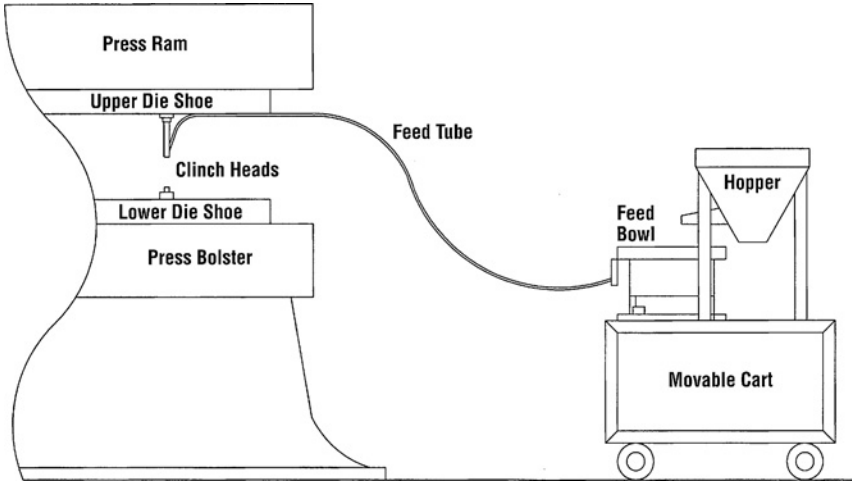 Press Ram
Upper Die Shoe
Feed Tube
Clinch Heads
Hopper
Lower Die Shoe
Feed
Bowl
Press Bolster
Movable Cart